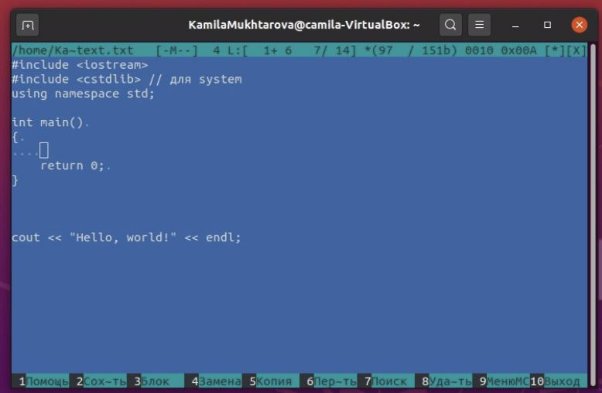 KamilaMukhtarova@camila-VirtualBox: ~
/home/Ka~text.txt [-M--] 4 L:[ 1+ 6 7/ 14] *(97 / 151b) 0010 0x00A [*][X]
#include <iostream>
#include <cstdlib> // для system
using namespace std;
int main().
{.
....
return 0;.
}
cout << "Hello, world!" << endl;
1Помощь 2Сох~ть 3Блок 4Замена 5Копия 6Пер~ть 7Поиск 8Уда~ть 9МенюMC 10Выход